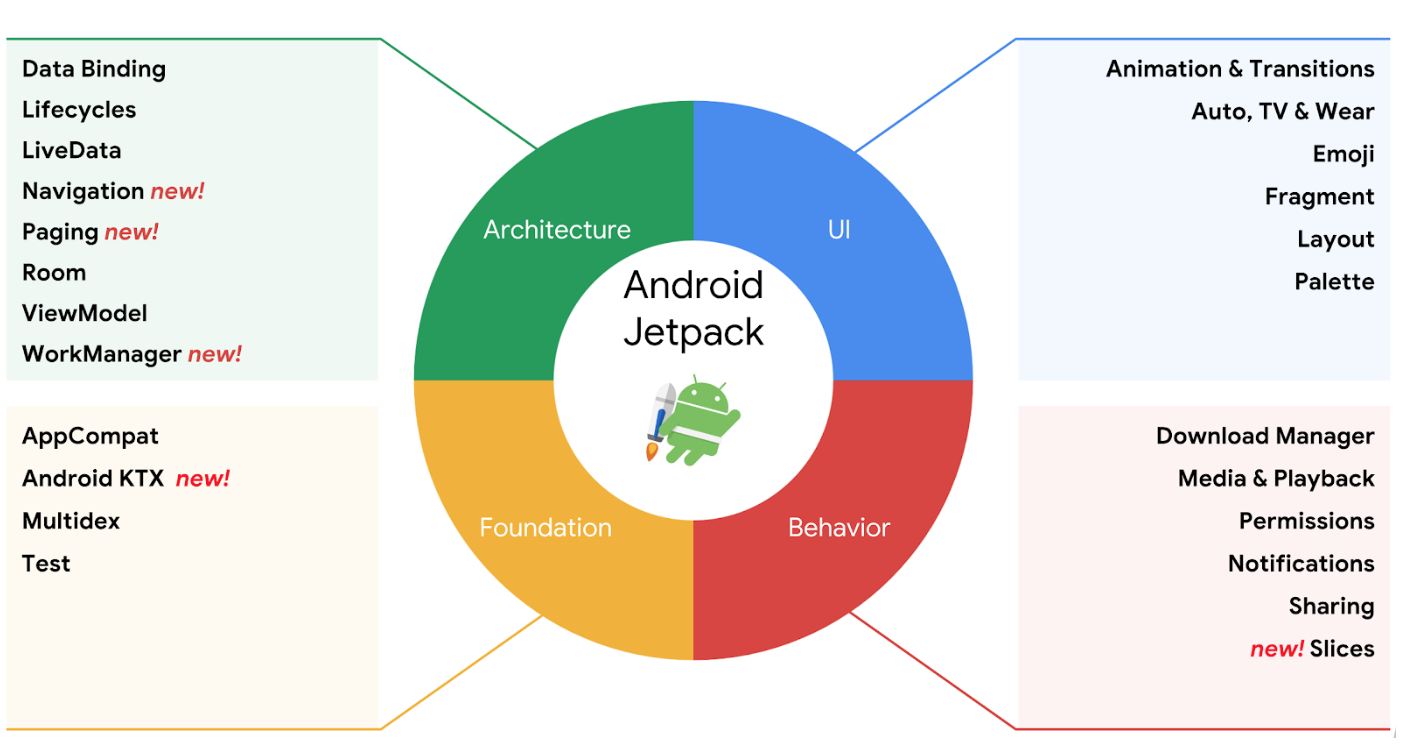 Data Binding
Lifecycles
LiveData
Navigation new!
Paging new!
Room
ViewModel
WorkManager new!
Animation & Transitions
Auto, TV & Wear
Emoji
Fragment
Layout
Palette
Architecture
UI
Android
Jetpack
Foundation
Behavior
AppCompat
Android KTX new!
Multidex
Test
Download Manager
Media & Playback
Permissions
Notifications
Sharing
new! Slices